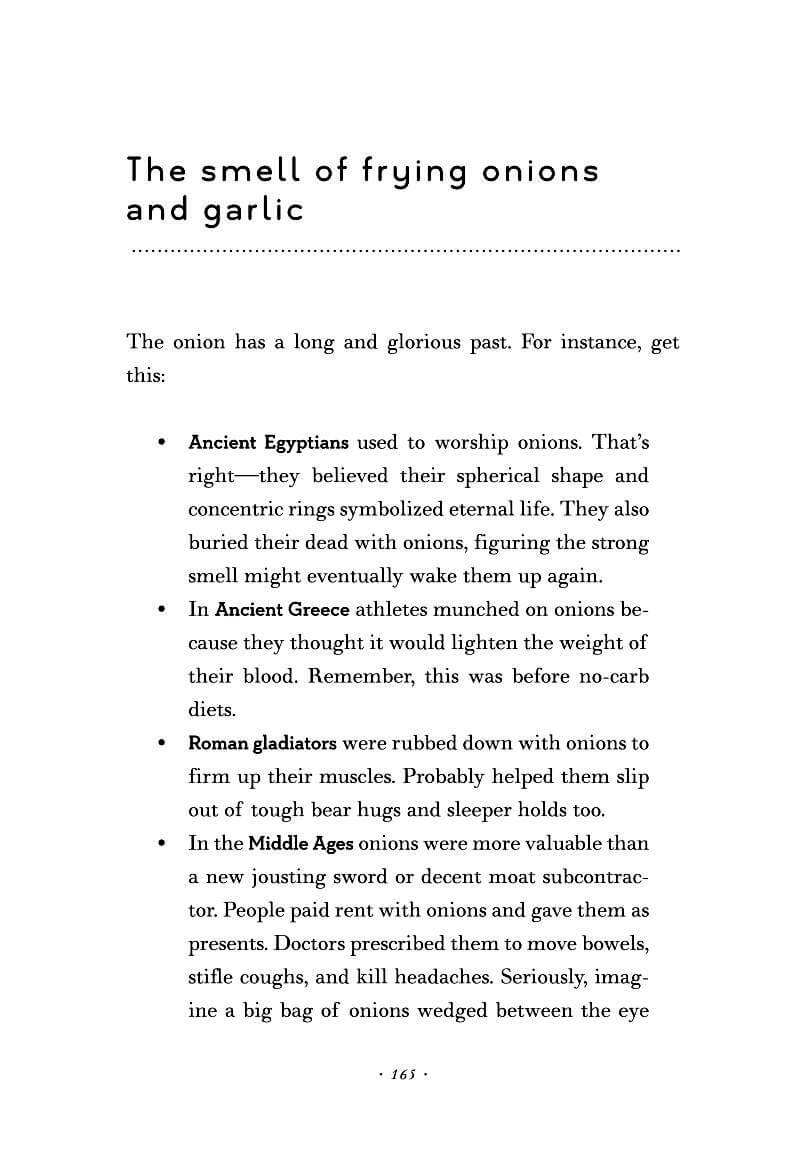 The smell of frying onions
and garlic
The onion has a long and glorious past. For instance, get
this:
• Ancient Egyptians used to worship onions. That’s
right—they believed their spherical shape and
concentric rings symbolized eternal life. They also
buried their dead with onions, figuring the strong
smell might eventually wake them up again.
• In Ancient Greece athletes munched on onions be-
cause they thought it would lighten the weight of
their blood. Remember, this was before no-carb
diets.
• Roman gladiators were rubbed down with onions to
firm up their muscles. Probably helped them slip
out of tough bear hugs and sleeper holds too.
• In the Middle Ages onions were more valuable than
a new jousting sword or decent moat subcontrac-
tor. People paid rent with onions and gave them as
presents. Doctors prescribed them to move bowels,
stifle coughs, and kill headaches. Seriously, imag-
ine a big bag of onions wedged between the eye
· 165 ·